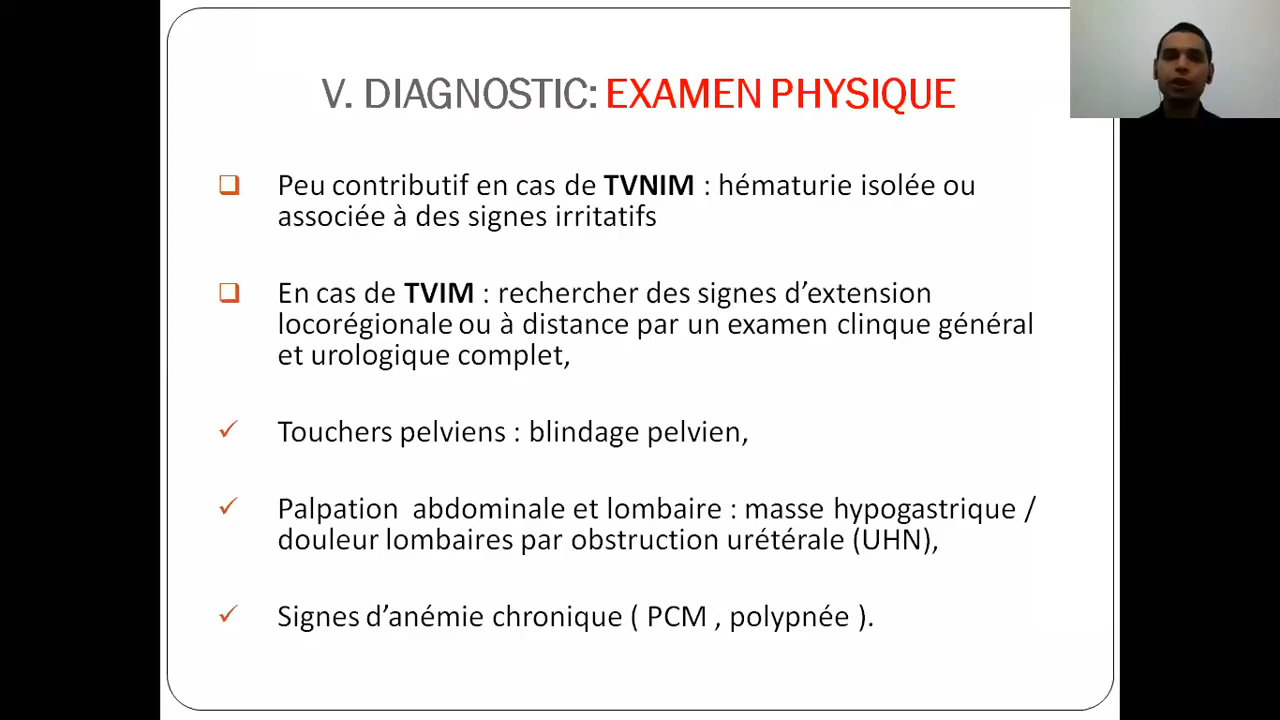 V. DIAGNOSTIC: EXAMEN PHYSIQUE
Peu contributif en cas de TVNIM : hématurie isolée ou
associée à des signes irritatifs
En cas de TVIM : rechercher des signes d’extension
locorégionale ou à distance par un examen clinque général
et urologique complet,
Touchers pelviens : blindage pelvien,
Palpation abdominale et lombaire : masse hypogastrique /
douleur lombaires par obstruction urétérale (UHN),
Signes d’anémie chronique ( PCM , polypnée ).